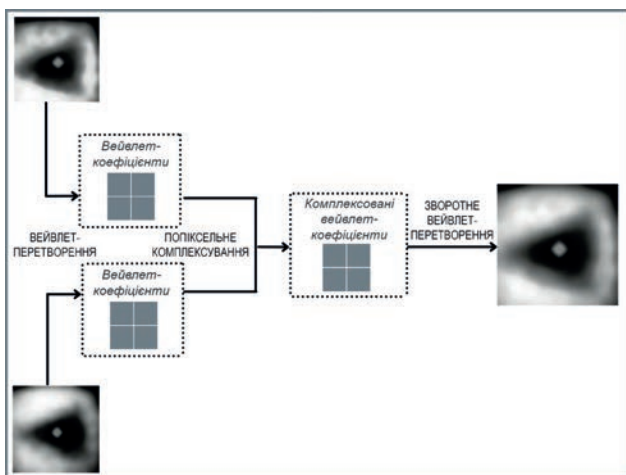 Вейвлет-
коефіцієнти
ВЕЙВЛЕТ-
ПЕРЕТВОРЕННЯ
ПОПІКСЕЛЬНЕ
КОМПЛЕКСУВАННЯ
Вейвлет-
коефіцієнти
Комплексовані
вейвлет-
коефіцієнти
ЗВОРОТНЕ
ВЕЙВЛЕТ-
ПЕРЕТВОРЕННЯ